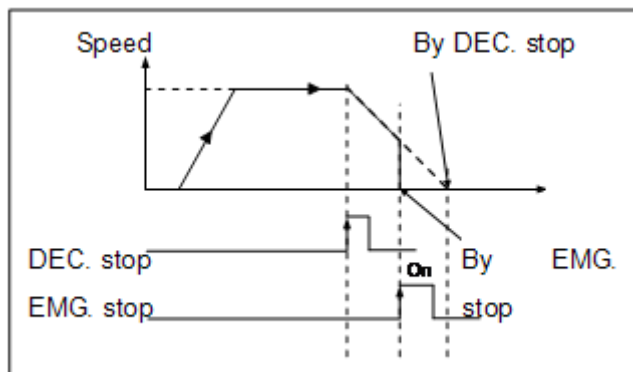 Speed
By DEC. stop
DEC. stop
By EMG.
On
EMG. stop
stop